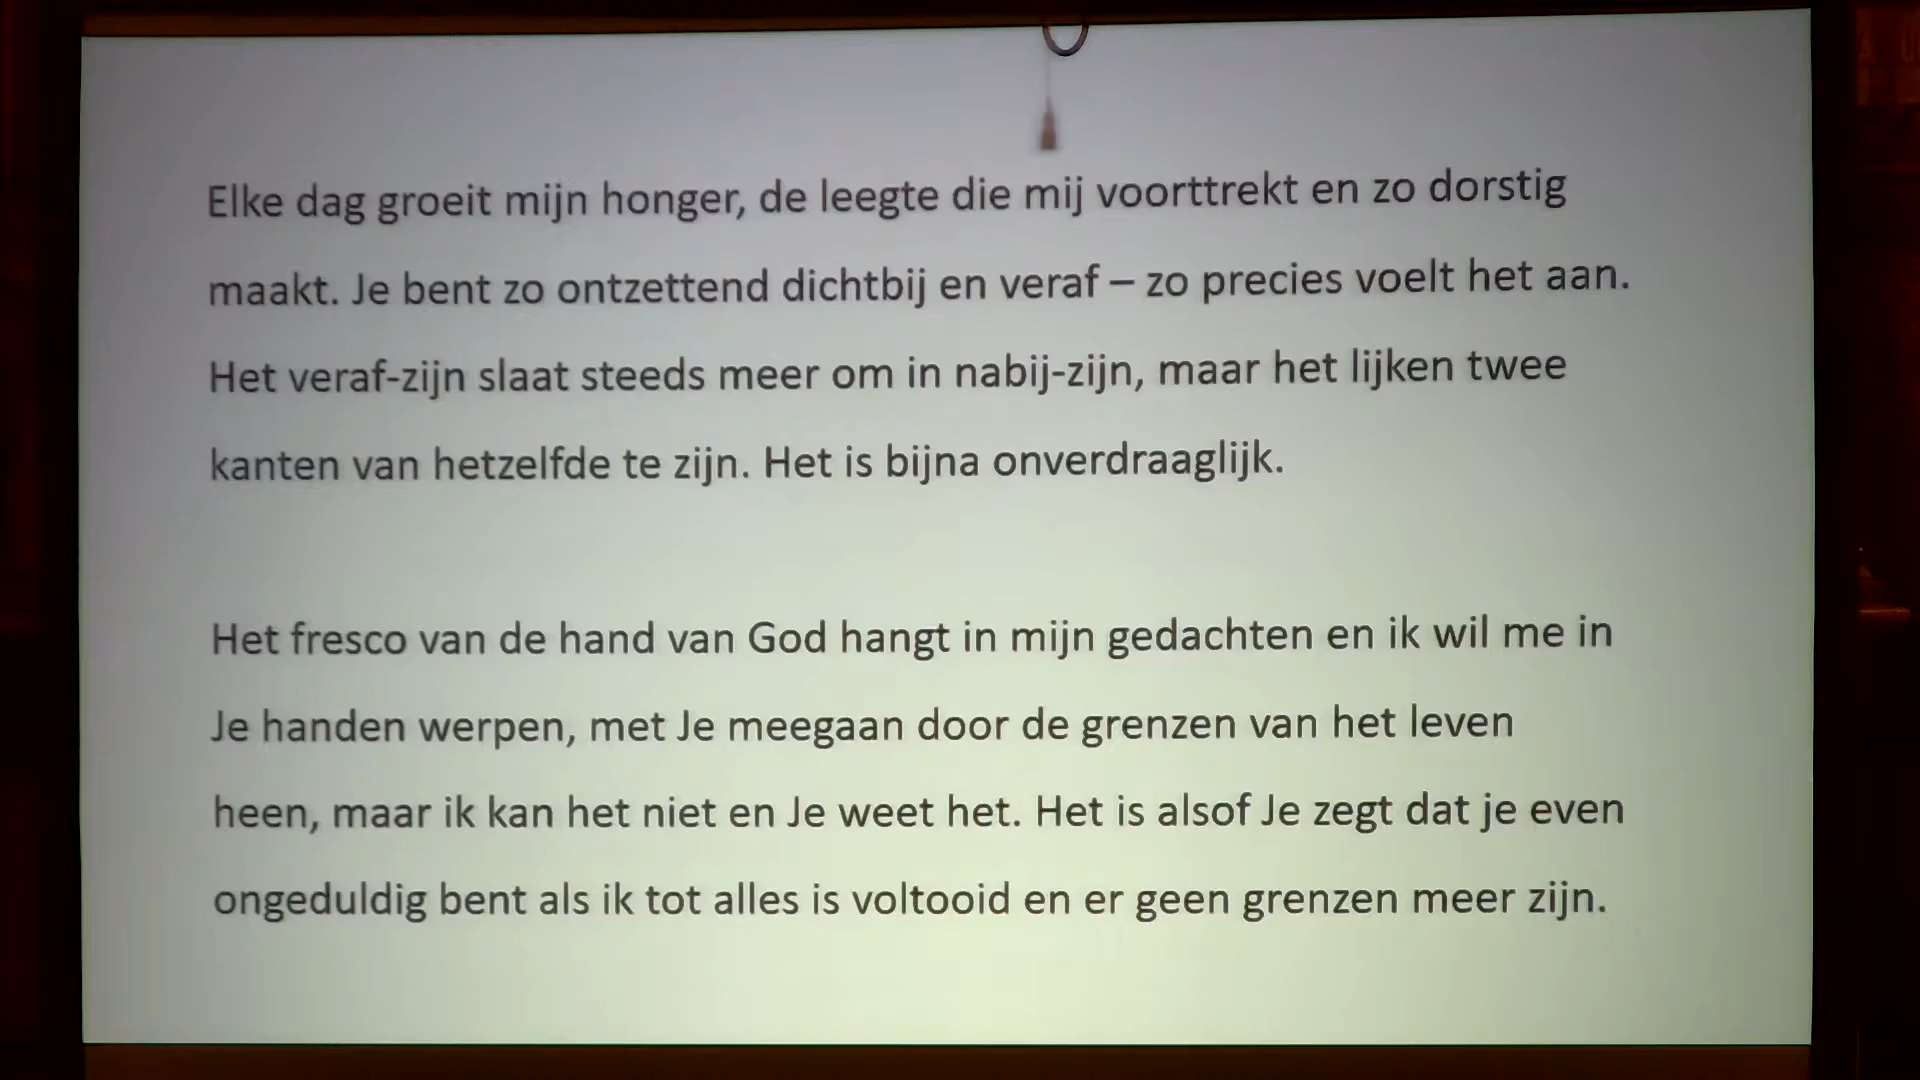 Elke dag groeit mijn honger, de leegte die mij voorttrekt en zo dorstig
maakt. Je bent zo ontzettend dichtbij en veraf – zo precies voelt het aan.
Het veraf-zijn slaat steeds meer om in nabij-zijn, maar het lijken twee
kanten van hetzelfde te zijn. Het is bijna onverdraaglijk.
Het fresco van de hand van God hangt in mijn gedachten en ik wil me in
Je handen werpen, met Je meegaan door de grenzen van het leven
heen, maar ik kan het niet en Je weet het. Het is alsof Je zegt dat je even
ongeduldig bent als ik tot alles is voltooid en er geen grenzen meer zijn.